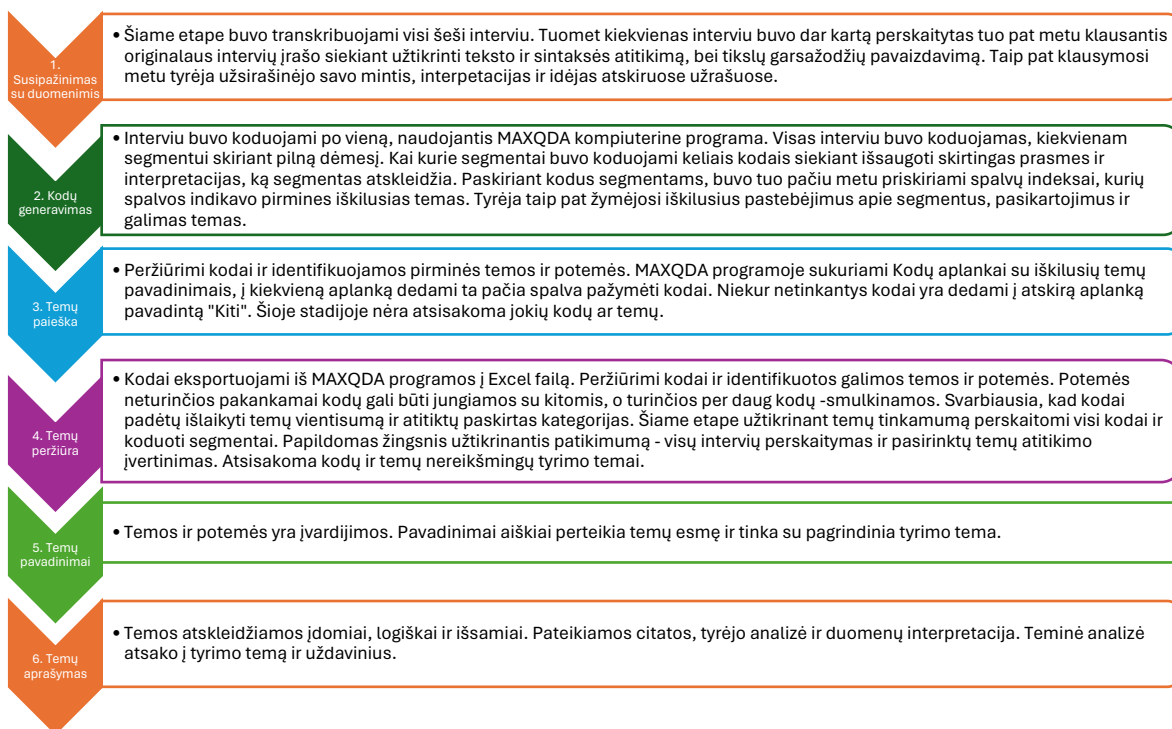 1.
Susipažinimas
su duomenimis
• Šiame etape buvo transkribuojami visi šeši interviu. Tuomet kiekvienas interviu buvo dar kartą perskaitytas tuo pat metu klausantis
originalaus intervių įrašo siekiant užtikrinti teksto ir sintaksės atitikimą, bei tikslų garsažodžių pavaizdavimą. Taip pat klausymosi
metu tyrėja užsirašinėjo savo mintis, interpetacijas ir idėjas atskiruose užrašuose.
2. Kodų
generavimas
• Interviu buvo koduojami po vieną, naudojantis MAXQDA kompiuterine programa. Visas interviu buvo koduojamas, kiekvienam
segmentui skiriant pilną dėmesį. Kai kurie segmentai buvo koduojami keliais kodais siekiant išsaugoti skirtingas prasmes ir
interpretacijas, ką segmentas atskleidžia. Paskiriant kodus segmentams, buvo tuo pačiu metu priskiriami spalvų indeksai, kurių
spalvos indikavo pirmines iškilusias temas. Tyrėja taip pat žymėjosi iškilusius pastebėjimus apie segmentus, pasikartojimus ir
galimas temas.
3. Temų
paieška
• Peržiūrimi kodai ir identifikuojamos pirminės temos ir potemės. MAXQDA programoje sukuriami Kodų aplankai su iškilusių temų
pavadinimais, į kiekvieną aplanką dedami ta pačia spalva pažymėti kodai. Niekur netinkantys kodai yra dedami į atskirą aplanką
pavadintą "Kiti". Šioje stadijoje nėra atsisakoma jokių kodų ar temų.
4. Temų
peržiūra
• Kodai eksportuojami iš MAXQDA programos į Excel failą. Peržiūrimi kodai ir identifikuotos galimos temos ir potemės. Potemės
neturinčios pakankamai kodų gali būti jungiamos su kitomis, o turinčios per daug kodų -smulkinamos. Svarbiausia, kad kodai
padėtų išlaikyti temų vientisumą ir atitiktų paskirtas kategorijas. Šiame etape užtikrinant temų tinkamumą perskaitomi visi kodai ir
koduoti segmentai. Papildomas žingsnis užtikrinantis patikimumą - visų intervių perskaitymas ir pasirinktų temų atitikimo
įvertinimas. Atsisakoma kodų ir temų nereikšmingų tyrimo temai.
5. Temų
pavadinimai
• Temos ir potemės yra įvardijimos. Pavadinimai aiškiai perteikia temų esmę ir tinka su pagrindinia tyrimo tema.
6. Temų
aprašymas
• Temos atskleidžiamos įdomiai, logiškai ir išsamiai. Pateikiamos citatos, tyrėjo analizė ir duomenų interpretacija. Teminė analizė
atsako į tyrimo temą ir uždavinius.